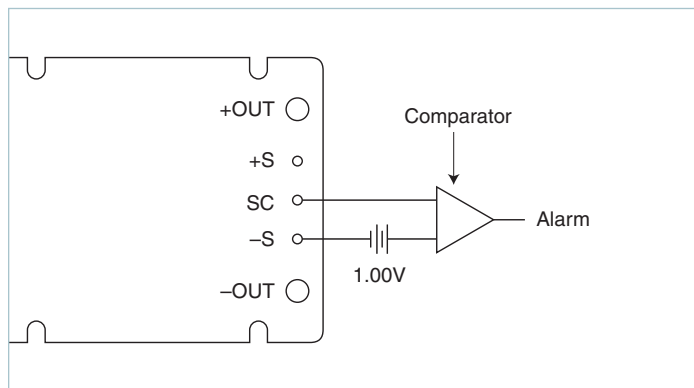 +OUT
Comparator
+S
SC
Alarm
–S
1.00V
–OUT